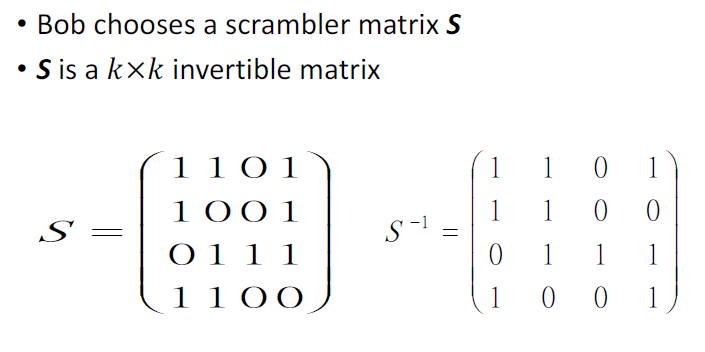 • Bob chooses a scrambler matrix S
• S is a k×k invertible matrix
S = ( 1 1 0 1
1 0 0 1
0 1 1 1
1 1 0 0 )
S⁻¹ = ( 1 1 0 1
1 1 0 0
0 1 1 1
1 0 0 1 )